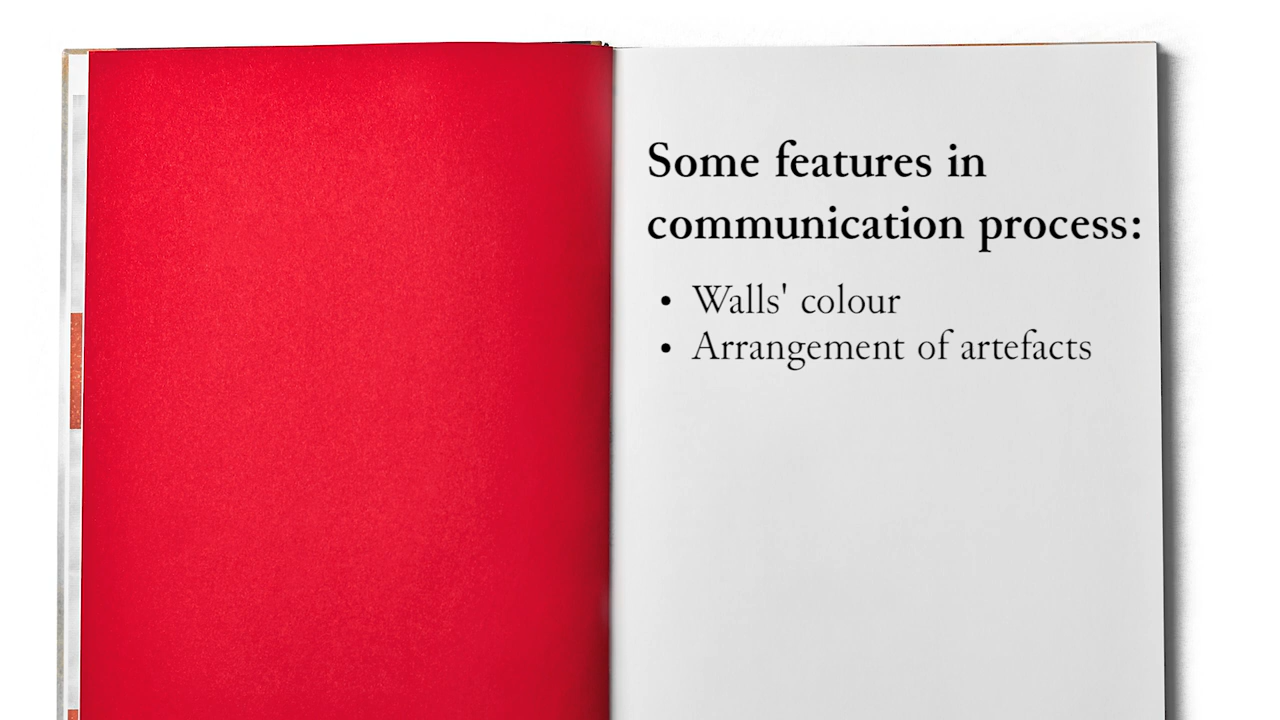 Some features in
communication process:
• Walls' colour
• Arrangement of artefacts